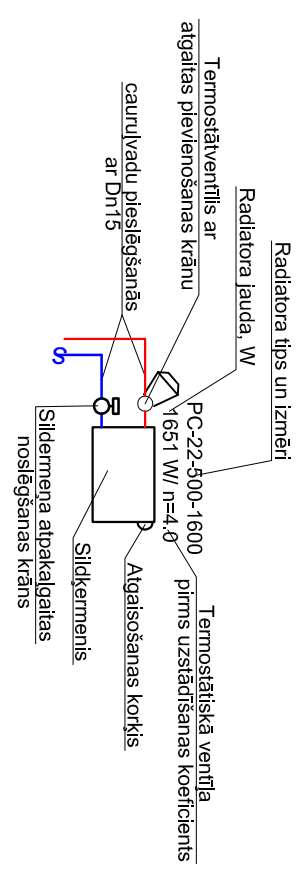 Radiatora tips un izmēri
Radiatora jauda, W
Termostātventīlis ar
atgaitas pievienošanas krānu
cauruļvadu pieslēgšanās
ar Dn15
PC-22-500-1600
1651 W/ n=4.0
Termostātiskā ventīļa
pirms uzstādīšanas koeficients
Atgaisošanas korķis
Sildķermenis
Sildermeņa atpakaļgaitas
noslēgšanas krāns